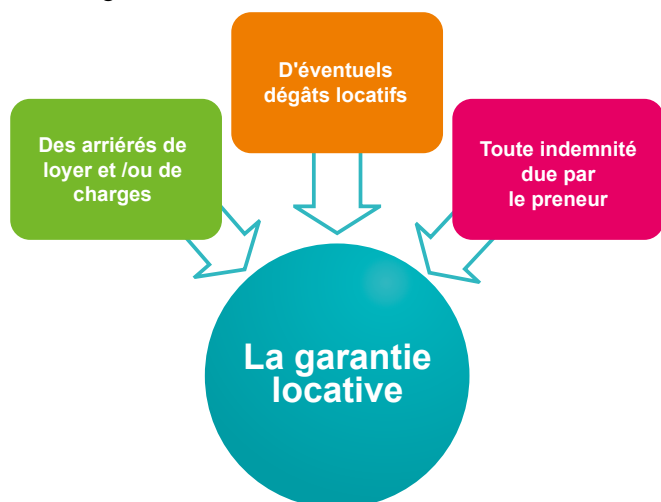 D'éventuels
dégâts locatifs
Des arriérés de
loyer et /ou de
charges
Toute indemnité
due par
le preneur
La garantie
locative